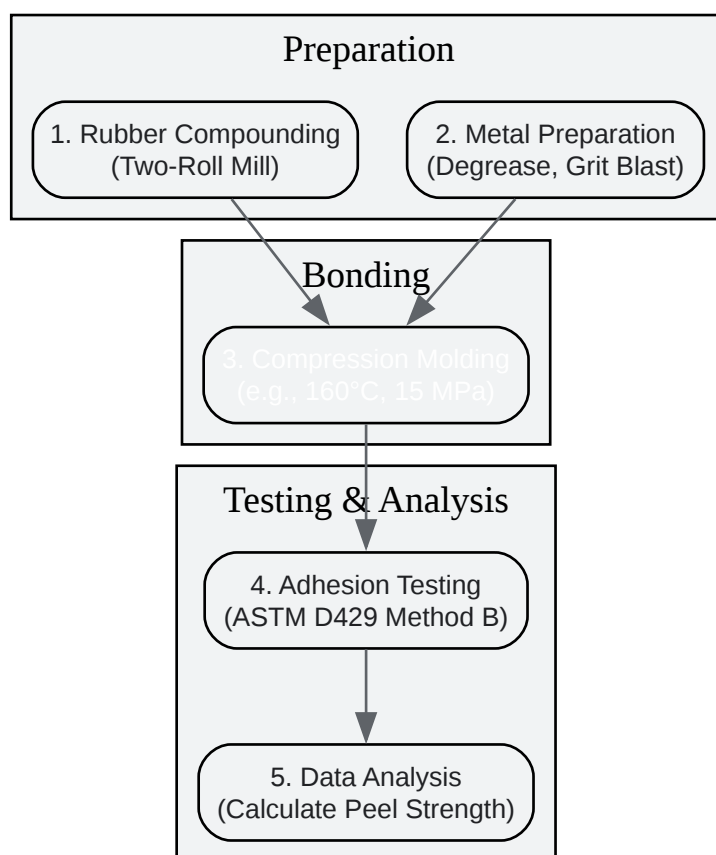 Preparation
1. Rubber Compounding
(Two-Roll Mill)
2. Metal Preparation
(Degrease, Grit Blast)
Bonding
3. Compression Molding
(e.g., 160°C, 15 MPa)
Testing & Analysis
4. Adhesion Testing
(ASTM D429 Method B)
5. Data Analysis
(Calculate Peel Strength)